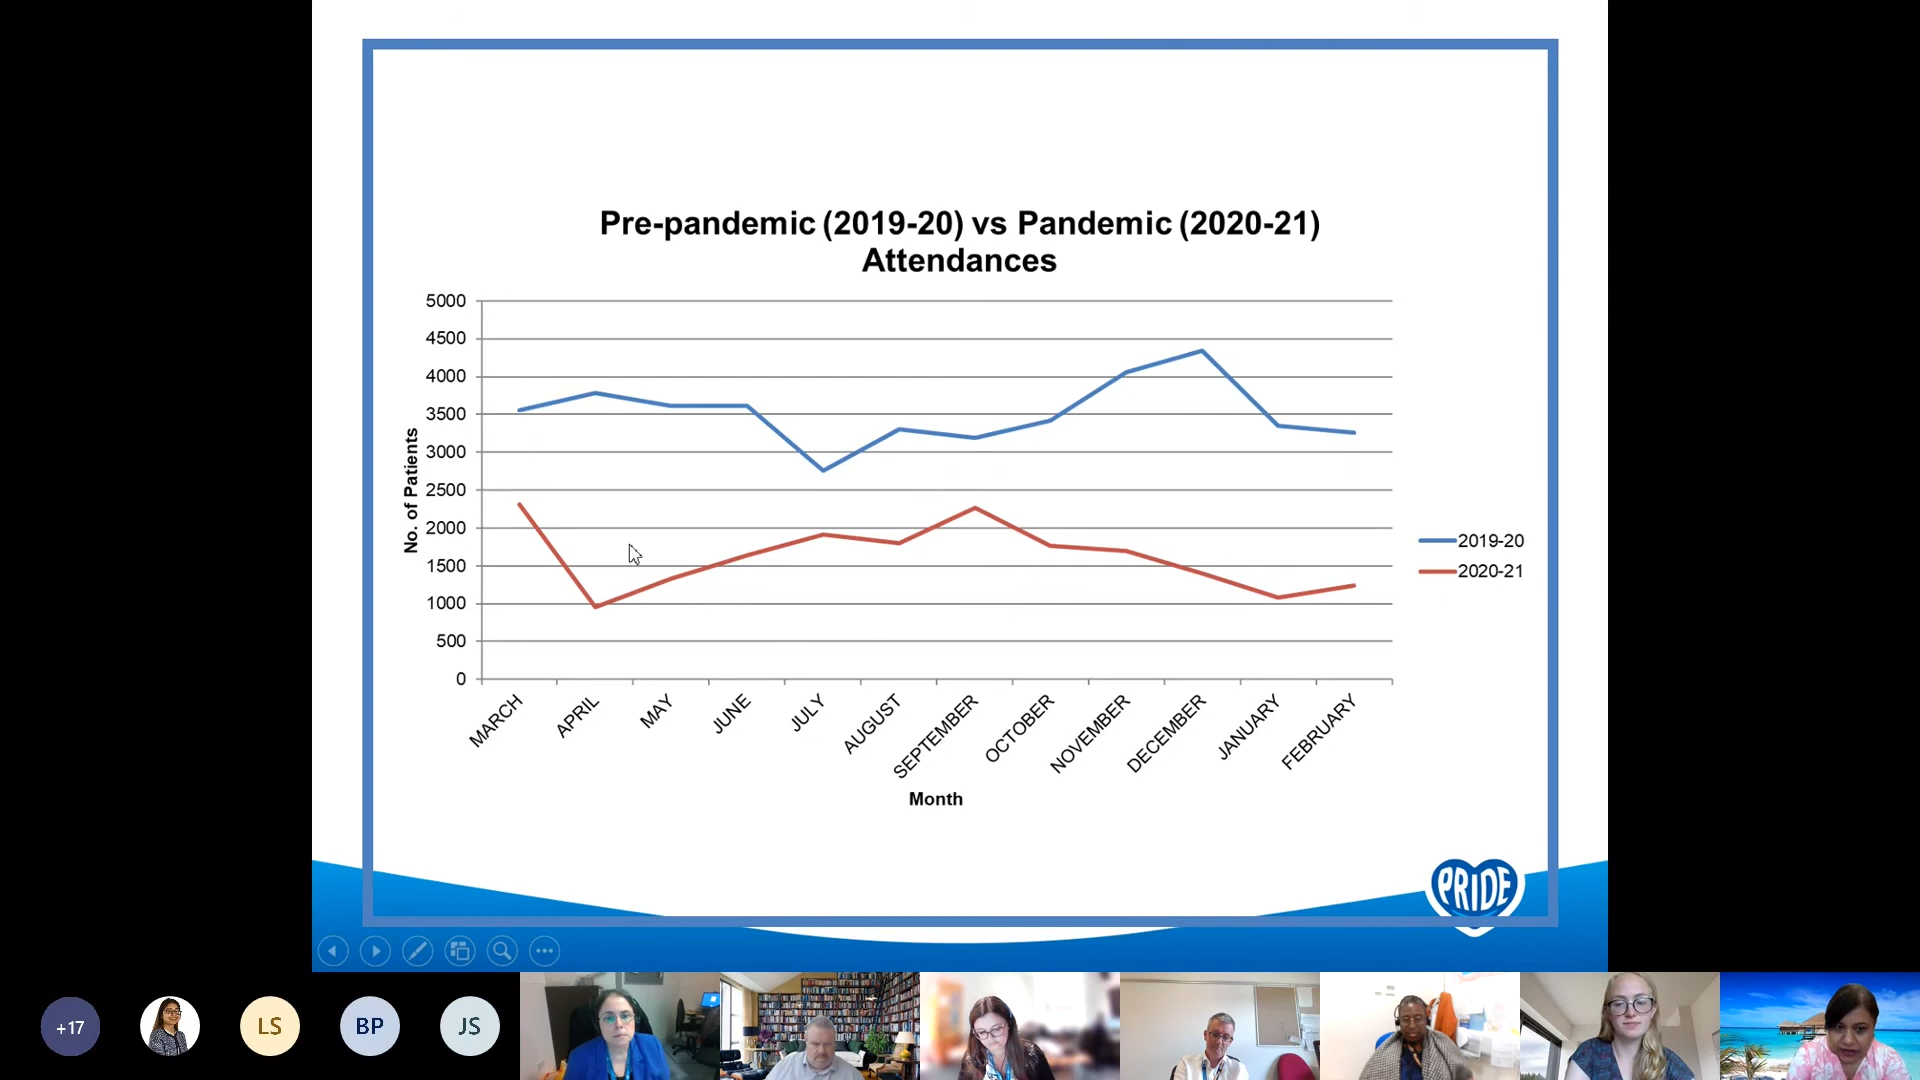 Pre-pandemic (2019-20) vs Pandemic (2020-21)
Attendances
5000
4500
4000
3500
3000
2500
2000
1500
1000
500
0
No. of Patients
MARCH
APRIL
MAY
JUNE
JULY
AUGUST
SEPTEMBER
OCTOBER
NOVEMBER
DECEMBER
JANUARY
FEBRUARY
Month
2019-20
2020-21
PRIDE
+17
LS
BP
JS